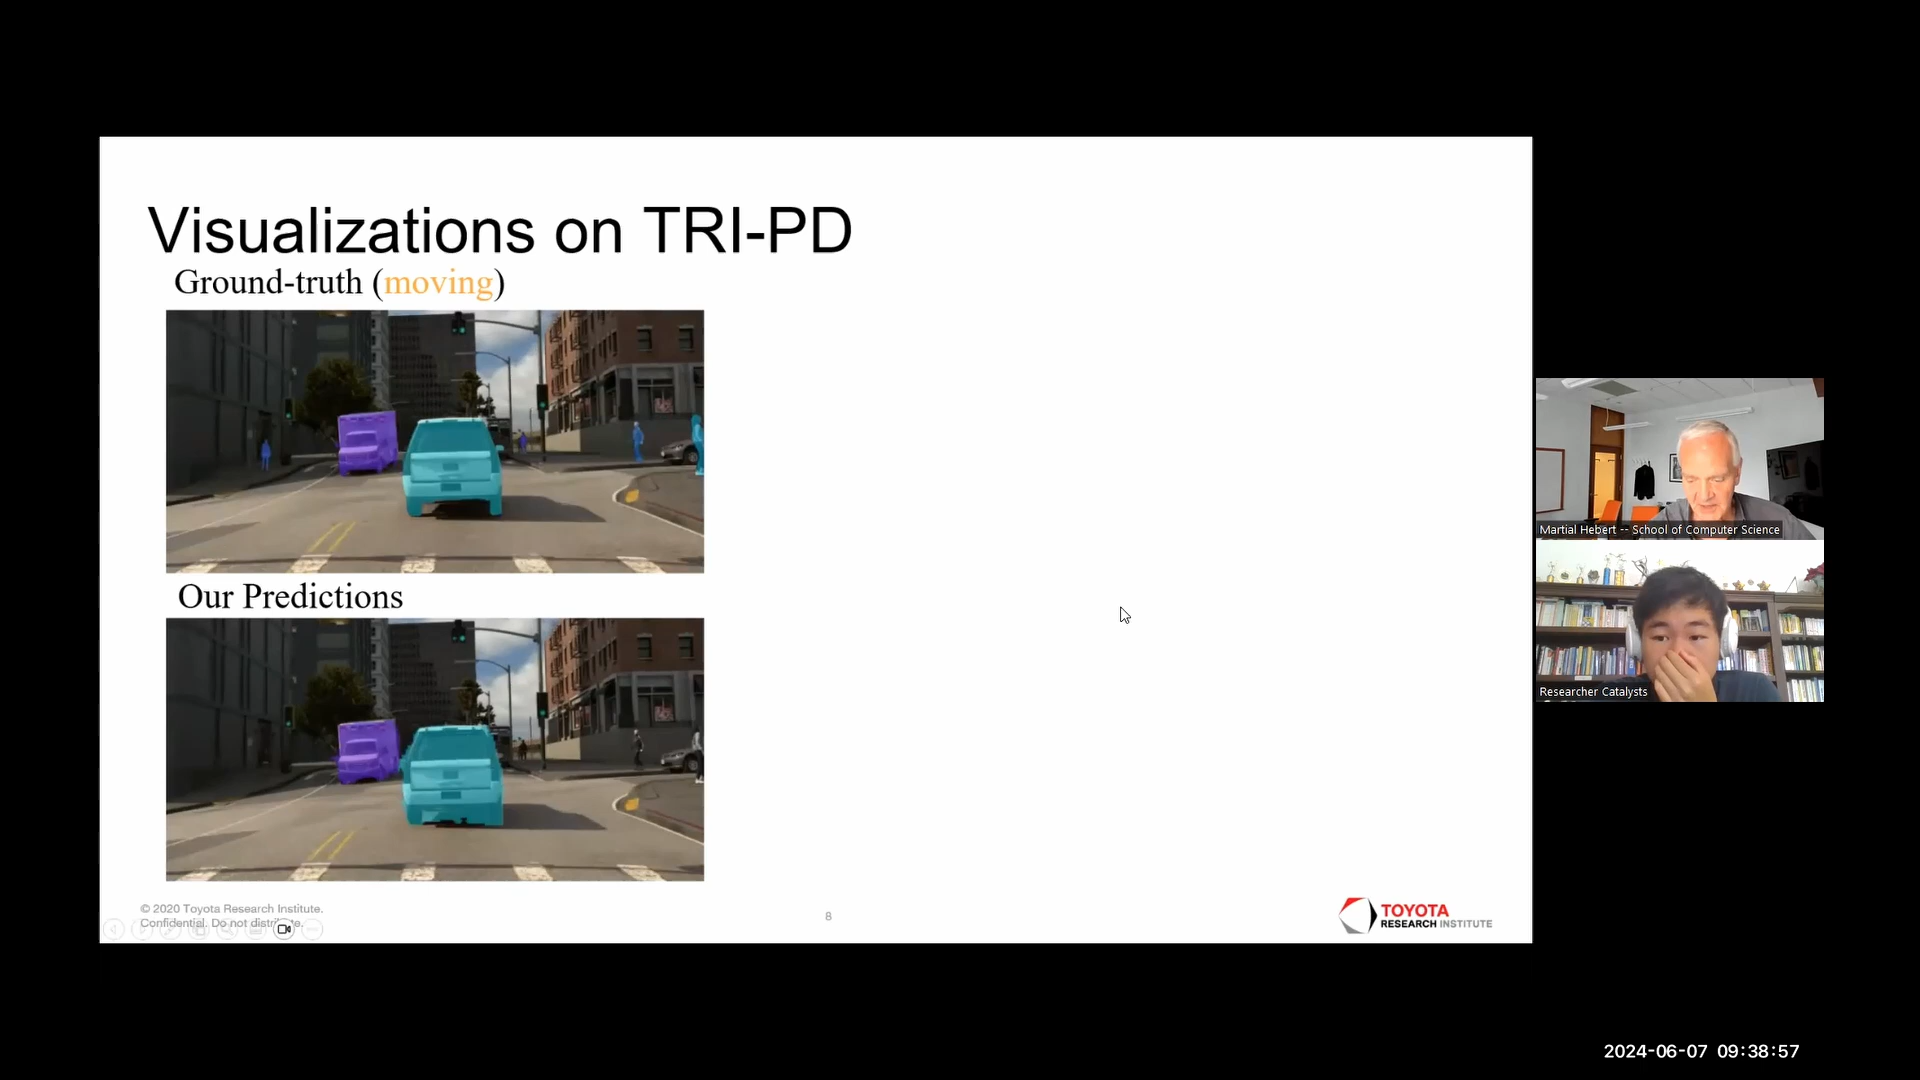 Visualizations on TRI-PD
Ground-truth (moving)
Our Predictions
© 2020 Toyota Research Institute.
Confidential. Do not distribute.
8
TOYOTA
RESEARCH INSTITUTE
Martial Hebert -- School of Computer Science
Researcher Catalysts
2024-06-07 09:38:57